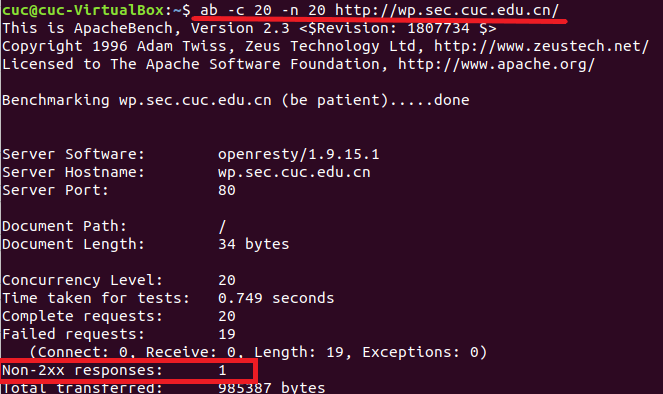 cuc@cuc-VirtualBox:~$ ab -c 20 -n 20 http://wp.sec.cuc.edu.cn/
This is ApacheBench, Version 2.3 <$Revision: 1807734 $>
Copyright 1996 Adam Twiss, Zeus Technology Ltd, http://www.zeustech.net/
Licensed to The Apache Software Foundation, http://www.apache.org/
Benchmarking wp.sec.cuc.edu.cn (be patient).....done
Server Software: openresty/1.9.15.1
Server Hostname: wp.sec.cuc.edu.cn
Server Port: 80
Document Path: /
Document Length: 34 bytes
Concurrency Level: 20
Time taken for tests: 0.749 seconds
Complete requests: 20
Failed requests: 19
(Connect: 0, Receive: 0, Length: 19, Exceptions: 0)
Non-2xx responses: 1
Total transferred: 985387 bytes